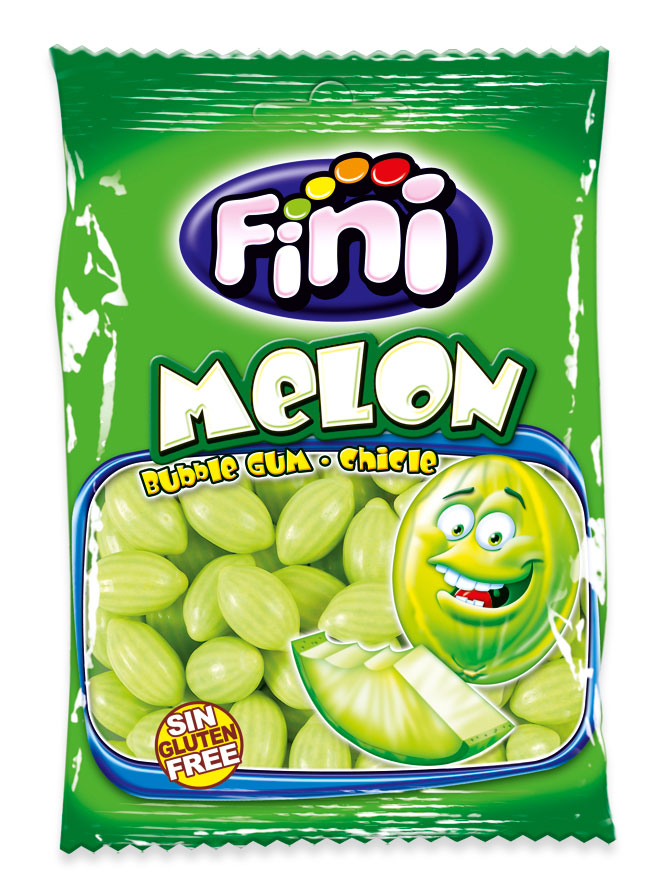 Fini
MELON
BUBBLE GUM • CHICLE
SIN
GLUTEN
FREE